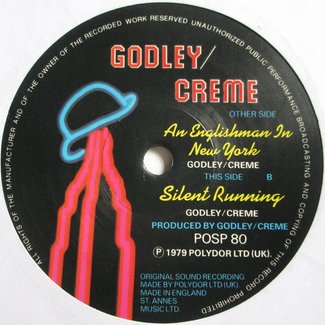 ALL RIGHTS OF THE MANUFACTURER AND OF THE OWNER OF THE RECORDED WORK RESERVED UNAUTHORIZED PUBLIC PERFORMANCE BROADCASTING AND COPYING OF THIS RECORD PROHIBITED
GODLEY/
CREME
OTHER SIDE
An Englishman In
New York
GODLEY/CREME
THIS SIDE B
Silent Running
GODLEY/CREME
PRODUCED BY GODLEY/CREME
POSP 80
Ⓟ 1979 POLYDOR LTD (UK).
ORIGINAL SOUND RECORDING
MADE BY POLYDOR LTD (UK).
MADE IN ENGLAND
ST. ANNES
MUSIC LTD.